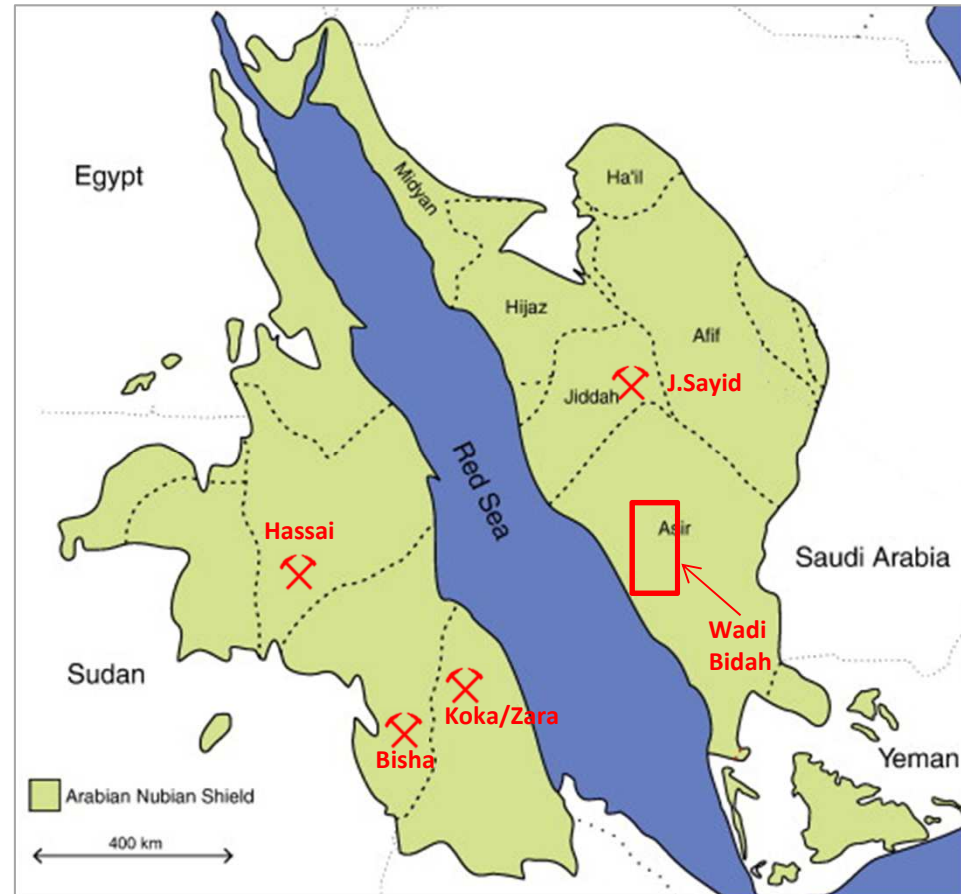 Egypt
Midyan
Ha'il
Hijaz
Afif
Jiddah
J.Sayid
Red Sea
Hassai
Asir
Saudi Arabia
Wadi
Bidah
Sudan
Koka/Zara
Bisha
Yeman
Arabian Nubian Shield
400 km